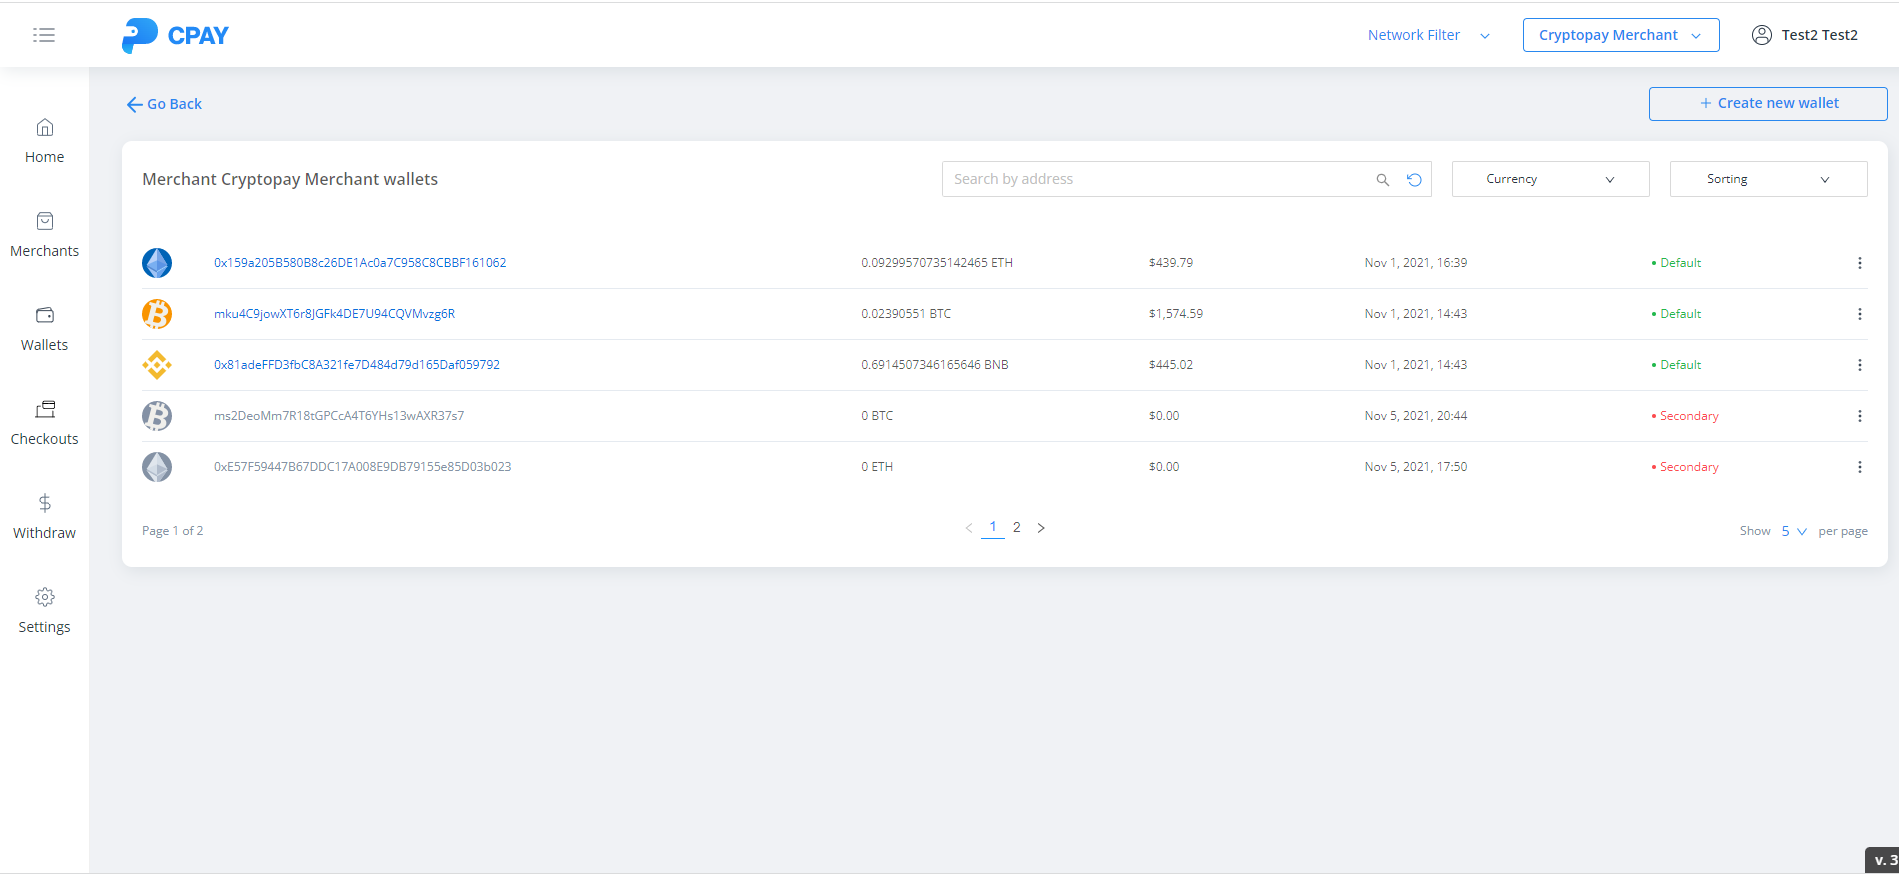 CPAY
Network Filter
Cryptopay Merchant
Test2 Test2
Go Back
+ Create new wallet
Home
Merchants
Wallets
Checkouts
Withdraw
Settings
Merchant Cryptopay Merchant wallets
Search by address
Currency
Sorting
0x159a205B580B8c26DE1Ac0a7C958C8CBBF161062 0.09299570735142465 ETH $439.79 Nov 1, 2021, 16:39 • Default
mku4C9jowXT6r8JGFk4DE7U94CQVMvzg6R 0.02390551 BTC $1,574.59 Nov 1, 2021, 14:43 • Default
0x81adeFFD3fbC8A321fe7D484d79d165Daf059792 0.6914507346165646 BNB $445.02 Nov 1, 2021, 14:43 • Default
ms2DeoMm7R18tGPCcA4T6YHs13wAXR37s7 0 BTC $0.00 Nov 5, 2021, 20:44 • Secondary
0xE57F59447B67DDC17A008E9DB79155e85D03b023 0 ETH $0.00 Nov 5, 2021, 17:50 • Secondary
Page 1 of 2
< 1 2 >
Show 5 per page
v. 3